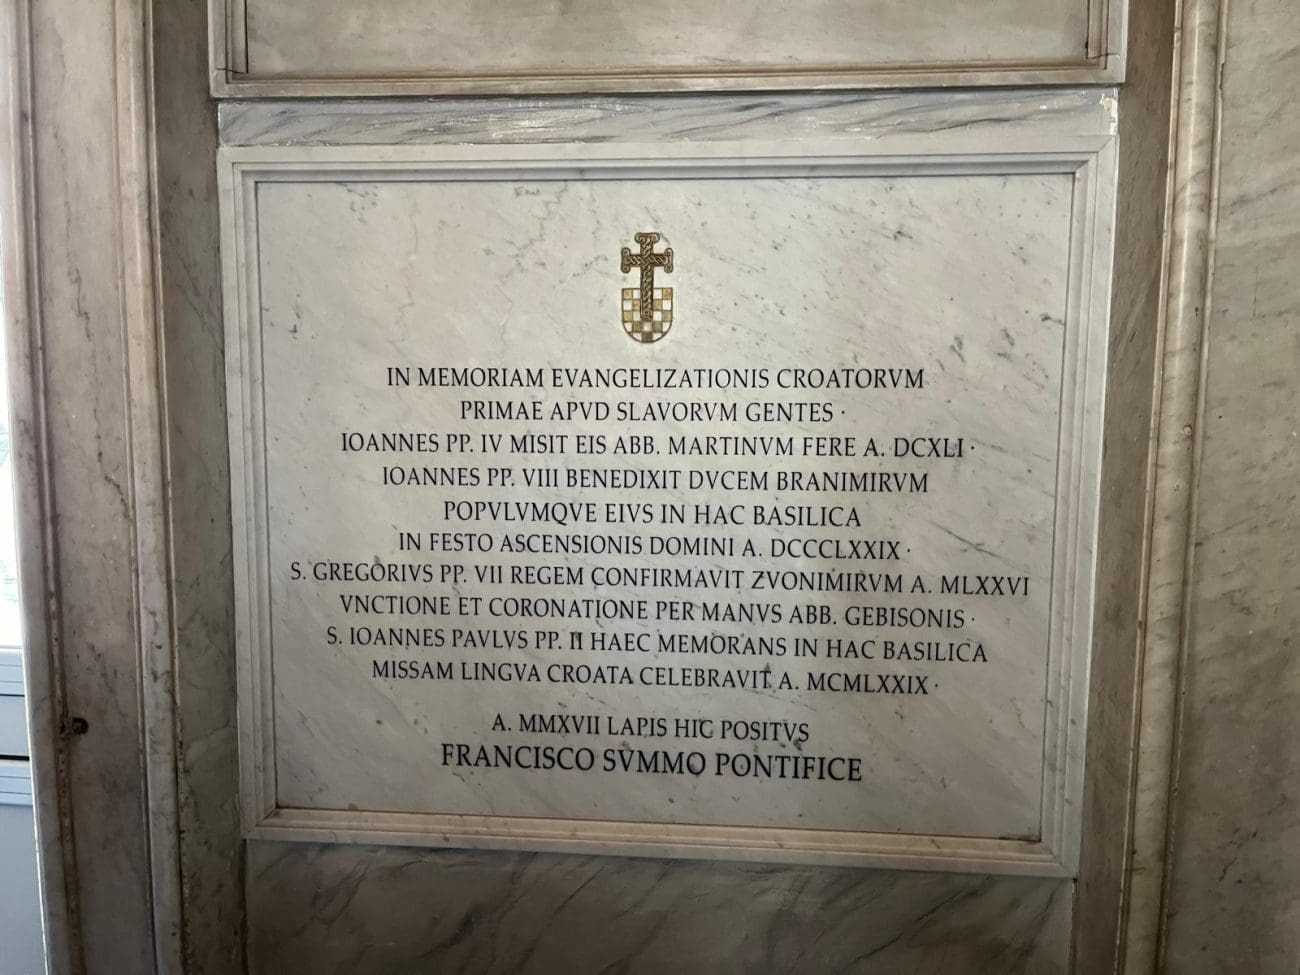 IN MEMORIAM EVANGELIZATIONIS CROATORVM
PRIMAE APVD SLAVORVM GENTES ·
IOANNES PP. IV MISIT EIS ABB. MARTINVM FERE A. DCXLI ·
IOANNES PP. VIII BENEDIXIT DVCEM BRANIMIRVM
POPVLVMQVE EIVS IN HAC BASILICA
IN FESTO ASCENSIONIS DOMINI A. DCCCLXXIX ·
S. GREGORIVS PP. VII REGEM CONFIRMAVIT ZVONIMIRVM A. MLXXVI
VNCTIONE ET CORONATIONE PER MANVS ABB. GEBISONIS ·
S. IOANNES PAVLVS PP. II HAEC MEMORANS IN HAC BASILICA
MISSAM LINGVA CROATA CELEBRAVIT A. MCMLXXIX ·
A. MMXVII LAPIS HIC POSITVS
FRANCISCO SVMMO PONTIFICE